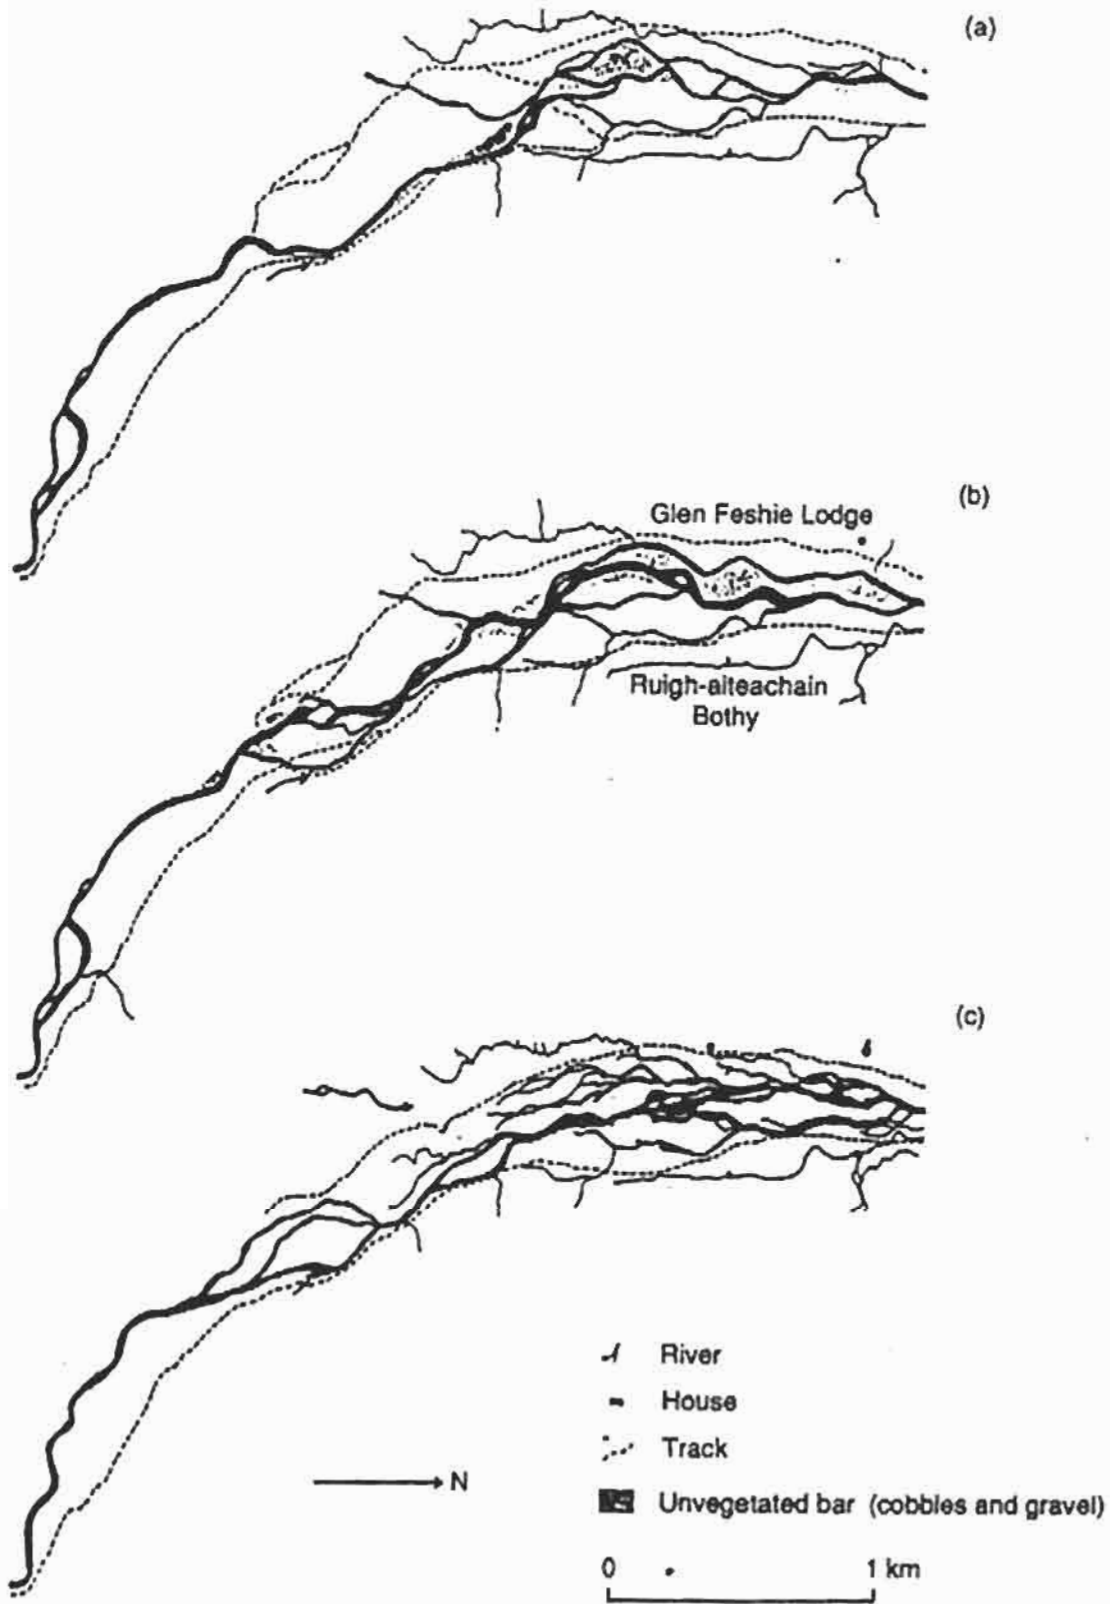 (a)
(b)
Glen Feshie Lodge
Ruigh-aiteachain
Bothy
(c)
River
House
Track
N
Unvegetated bar (cobbles and gravel)
0 1 km